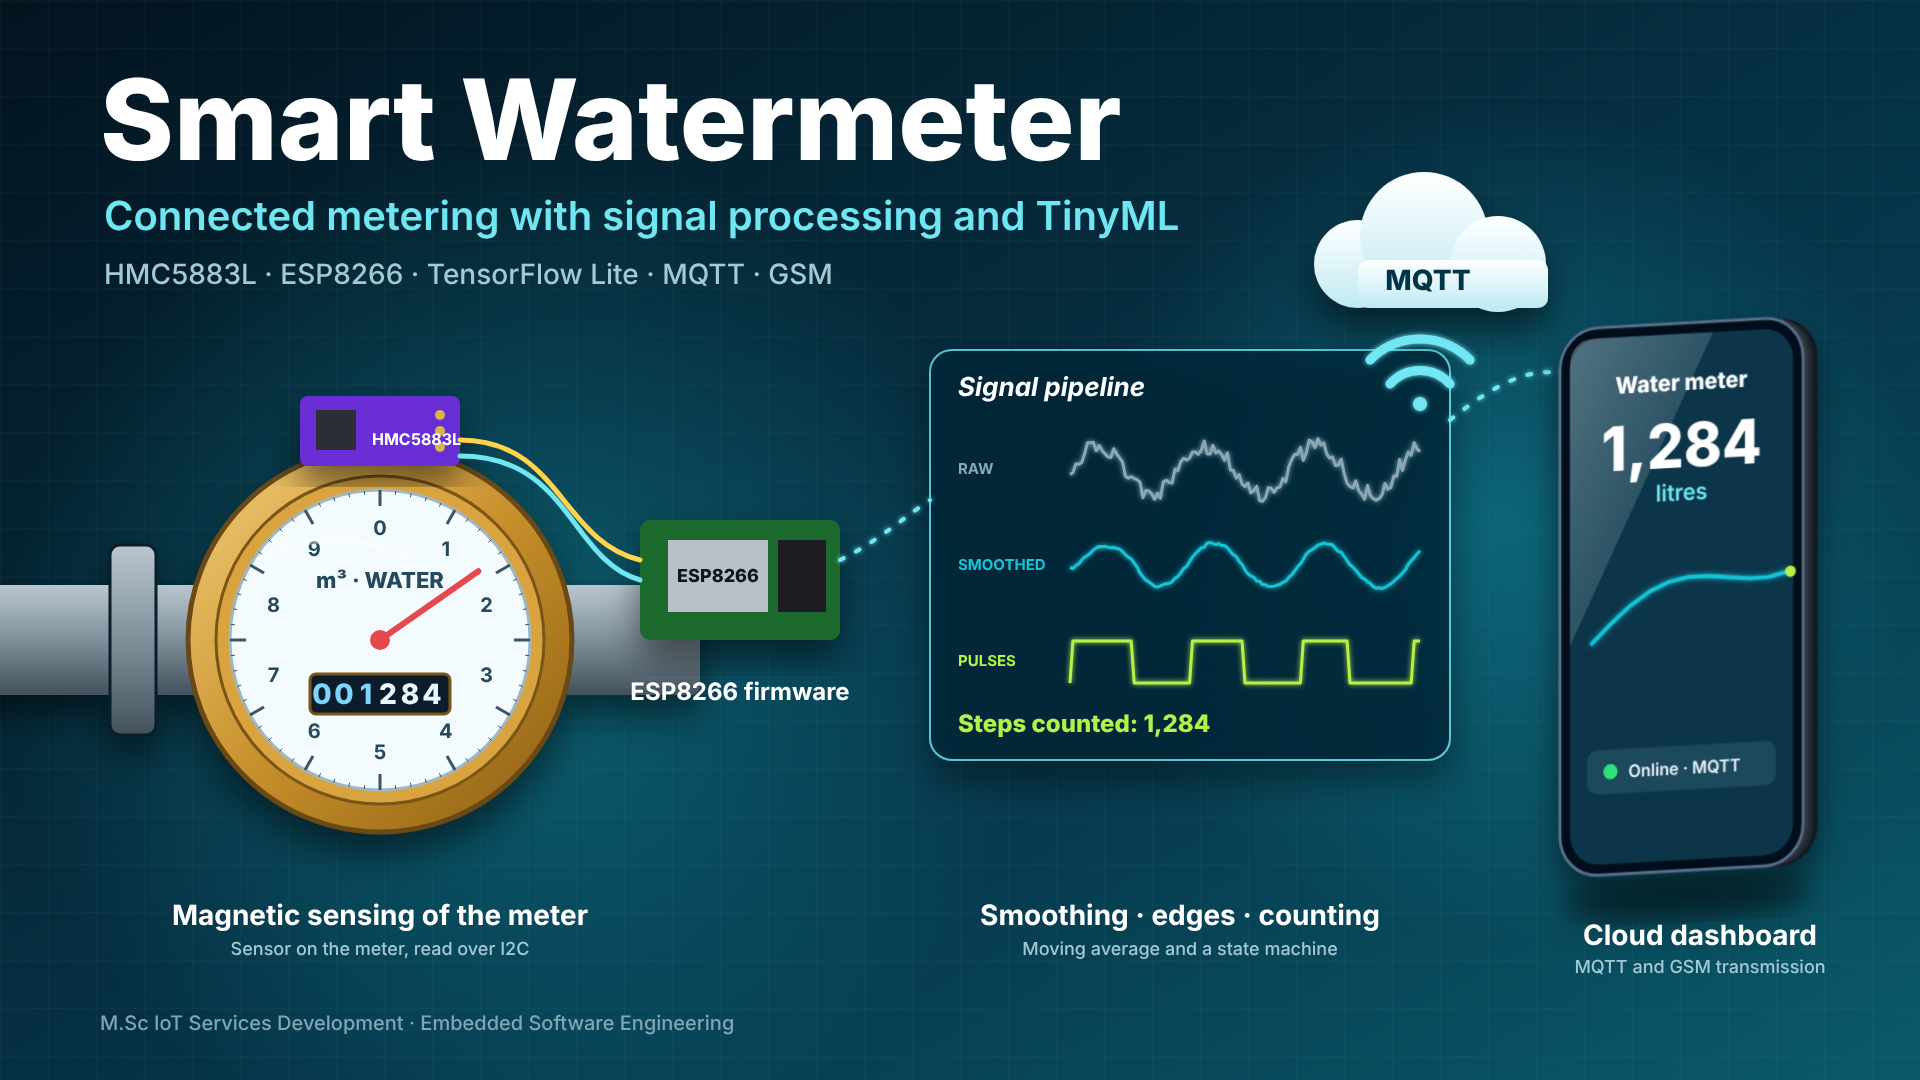 Smart Watermeter
Connected metering with signal processing and TinyML
HMC5883L · ESP8266 · TensorFlow Lite · MQTT · GSM
MQTT
HMC5883L
0
9
1
m³ · WATER
8
2
7
3
001284
6
4
5
ESP8266
ESP8266 firmware
Signal pipeline
RAW
SMOOTHED
PULSES
Steps counted: 1,284
Water meter
1,284
litres
Online · MQTT
Magnetic sensing of the meter
Sensor on the meter, read over I2C
Smoothing · edges · counting
Moving average and a state machine
Cloud dashboard
MQTT and GSM transmission
M.Sc IoT Services Development · Embedded Software Engineering